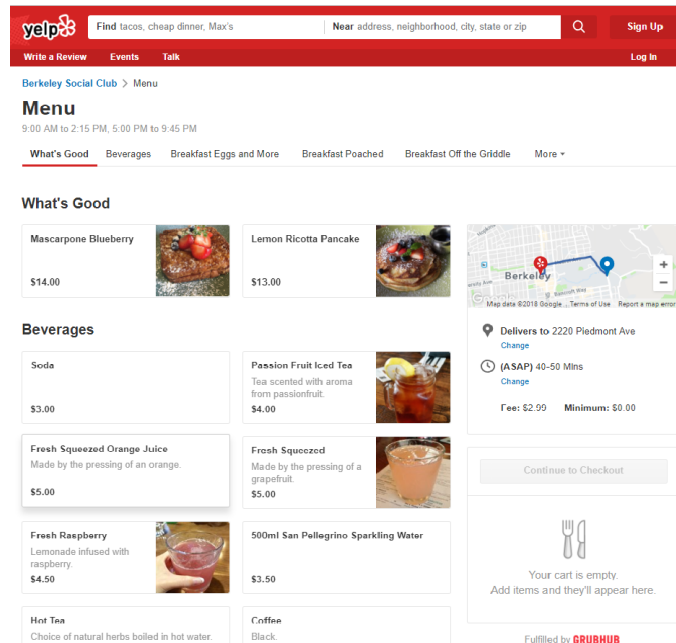 yelp
Find tacos, cheap dinner, Max's
Near address, neighborhood, city, state or zip
Sign Up
Write a Review
Events
Talk
Log In
Berkeley Social Club > Menu
Menu
9:00 AM to 2:15 PM, 5:00 PM to 9:45 PM
What's Good
Beverages
Breakfast Eggs and More
Breakfast Poached
Breakfast Off the Griddle
More
What's Good
Mascarpone Blueberry
$14.00
Lemon Ricotta Pancake
$13.00
Berkeley
Bancroft Way
Google
Map data ©2018 Google
Terms of Use
Report a map error
+
−
Delivers to 2220 Piedmont Ave
Change
(ASAP) 40-50 Mins
Change
Fee: $2.99
Minimum: $0.00
Continue to Checkout
Your cart is empty.
Add items and they'll appear here.
Fulfilled by GRUBHUB
Beverages
Soda
$3.00
Passion Fruit Iced Tea
Tea scented with aroma
from passionfruit.
$4.00
Fresh Squeezed Orange Juice
Made by the pressing of an orange.
$5.00
Fresh Squeezed
Made by the pressing of a
grapefruit.
$5.00
Fresh Raspberry
Lemonade infused with
raspberry.
$4.50
500ml San Pellegrino Sparkling Water
$3.50
Hot Tea
Choice of natural herbs boiled in hot water.
Coffee
Black.